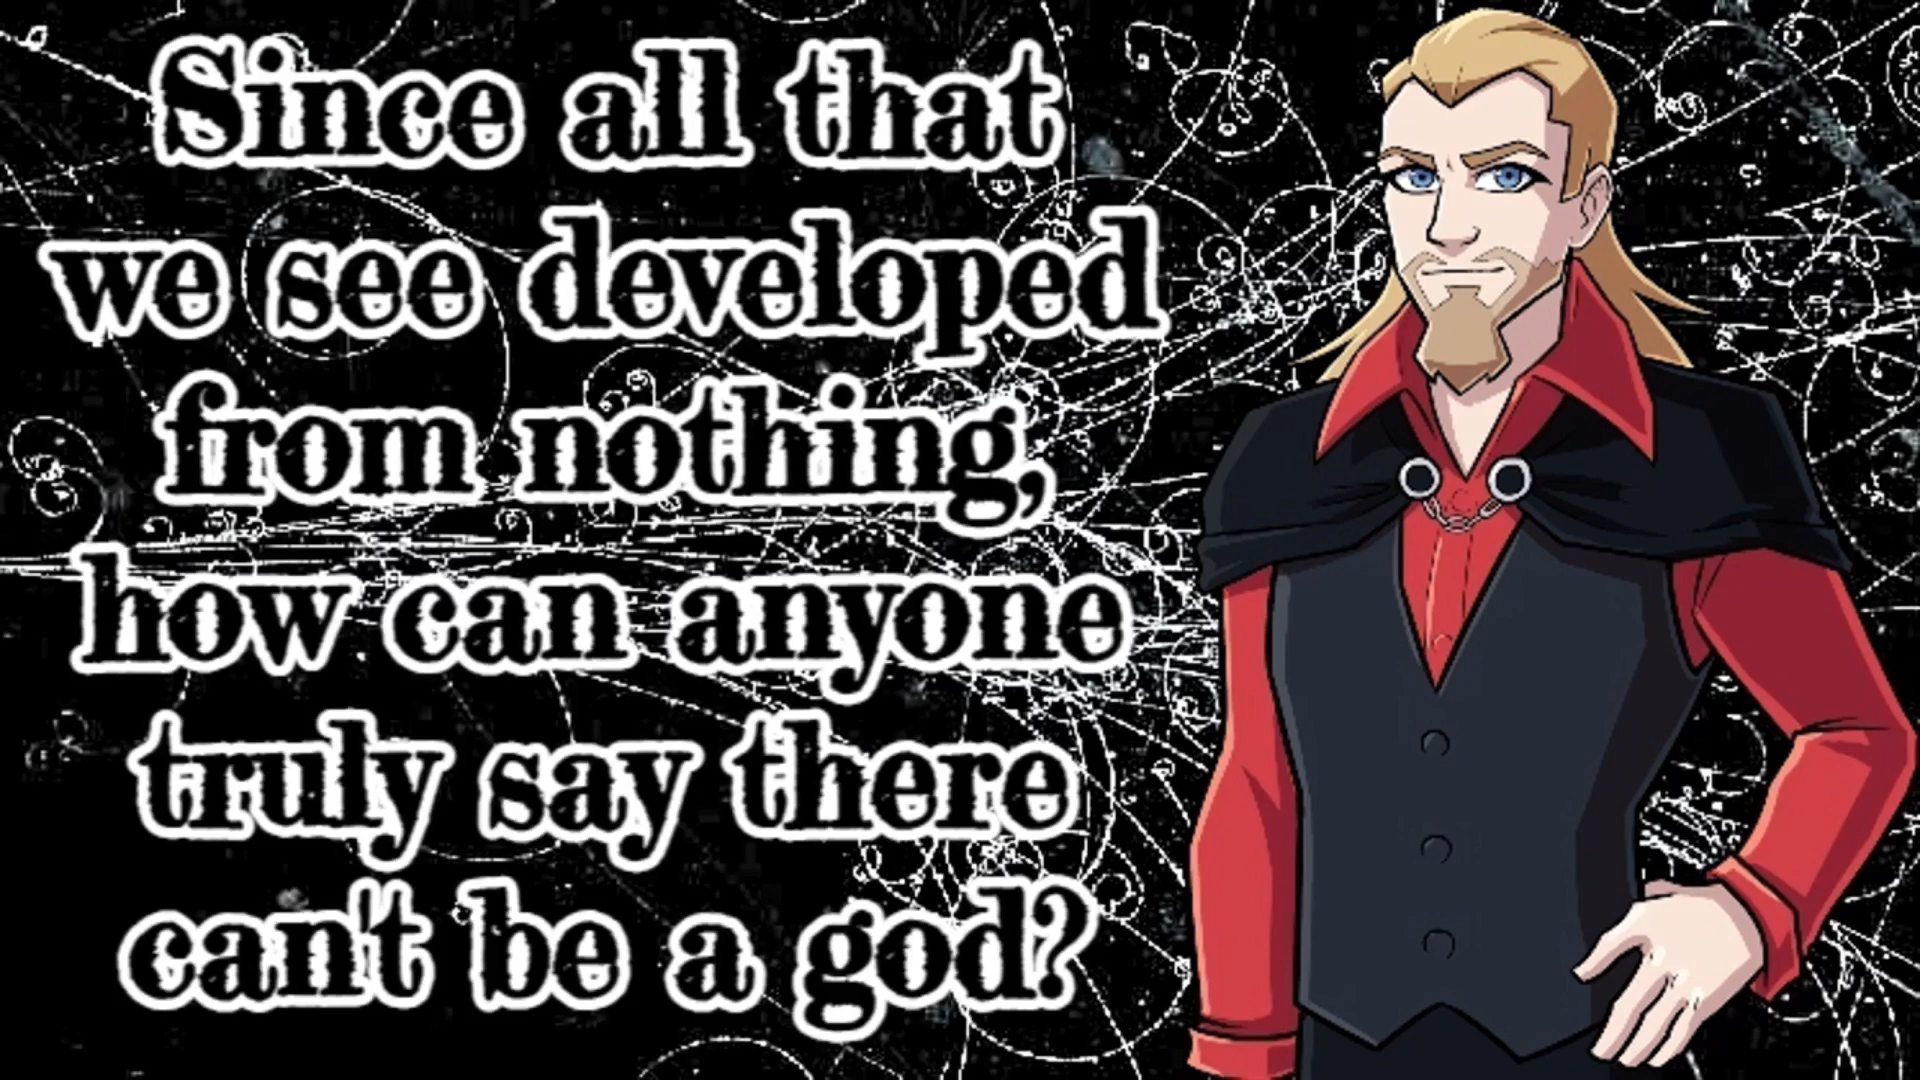 Since all that
we see developed
from nothing,
how can anyone
truly say there
can't be a god?